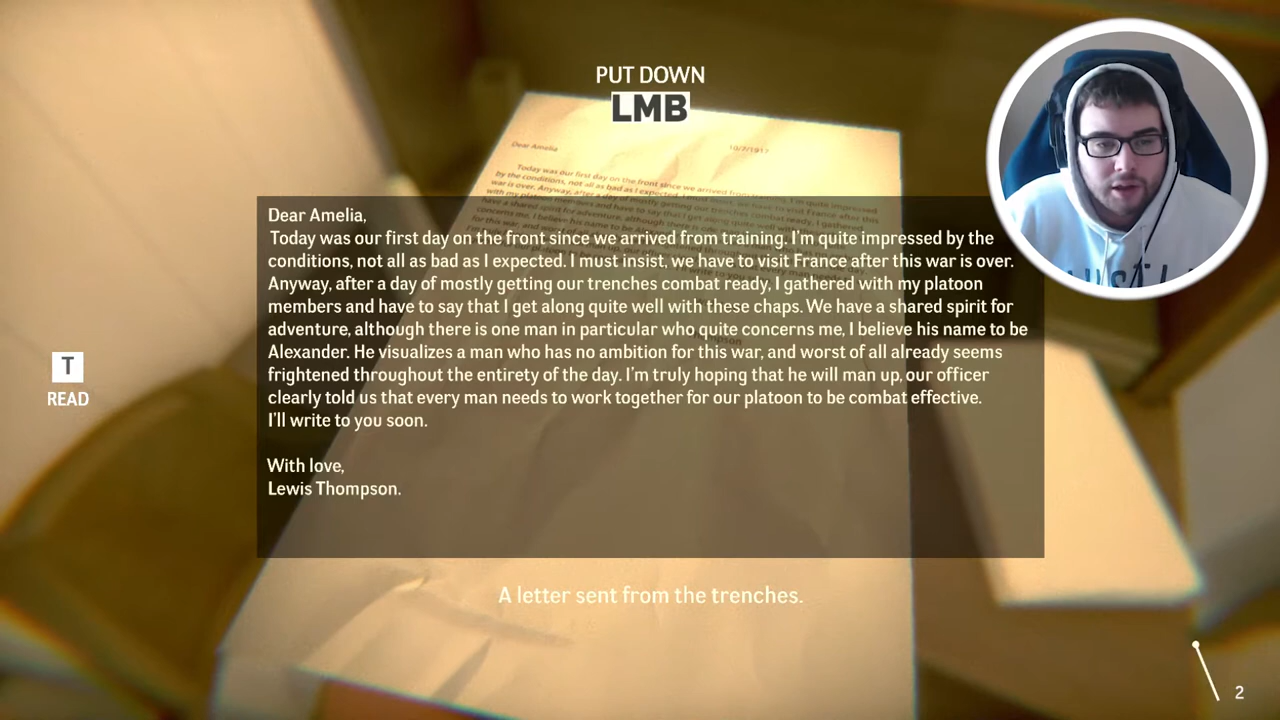 PUT DOWN
LMB
Dear Amelia
10/7/1917
Dear Amelia,
Today was our first day on the front since we arrived from training. I'm quite impressed by the
conditions, not all as bad as I expected. I must insist, we have to visit France after this war is over.
Anyway, after a day of mostly getting our trenches combat ready, I gathered with my platoon
members and have to say that I get along quite well with these chaps. We have a shared spirit for
adventure, although there is one man in particular who quite concerns me, I believe his name to be
Alexander. He visualizes a man who has no ambition for this war, and worst of all already seems
frightened throughout the entirety of the day. I'm truly hoping that he will man up, our officer
clearly told us that every man needs to work together for our platoon to be combat effective.
I'll write to you soon.
With love,
Lewis Thompson.
T
READ
A letter sent from the trenches.
2